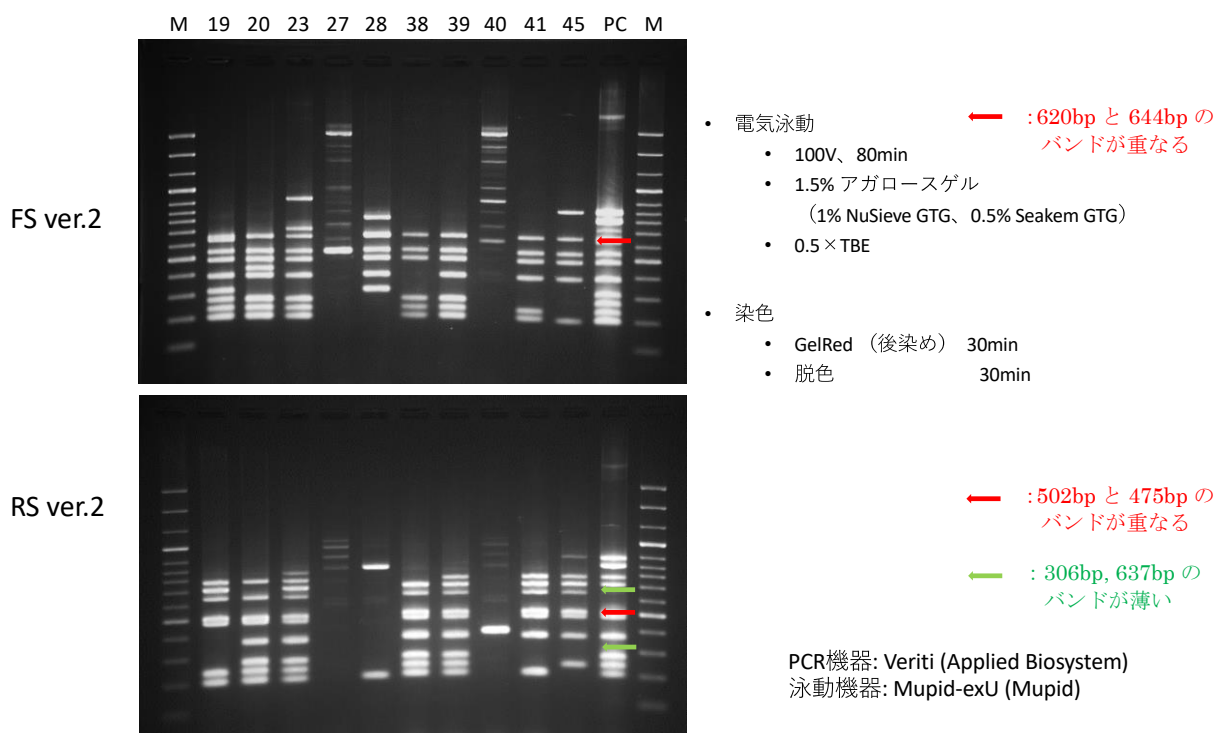 M 19 20 23 27 28 38 39 40 41 45 PC M
FS ver.2
• 電気泳動
• 100V、80min
• 1.5% アガロースゲル
（1% NuSieve GTG、0.5% Seakem GTG）
• 0.5×TBE
:620bp と 644bp の
バンドが重なる
• 染色
• GelRed （後染め） 30min
• 脱色 30min
RS ver.2
:502bp と 475bp の
バンドが重なる
: 306bp, 637bp の
バンドが薄い
PCR機器: Veriti (Applied Biosystem)
泳動機器: Mupid-exU (Mupid)